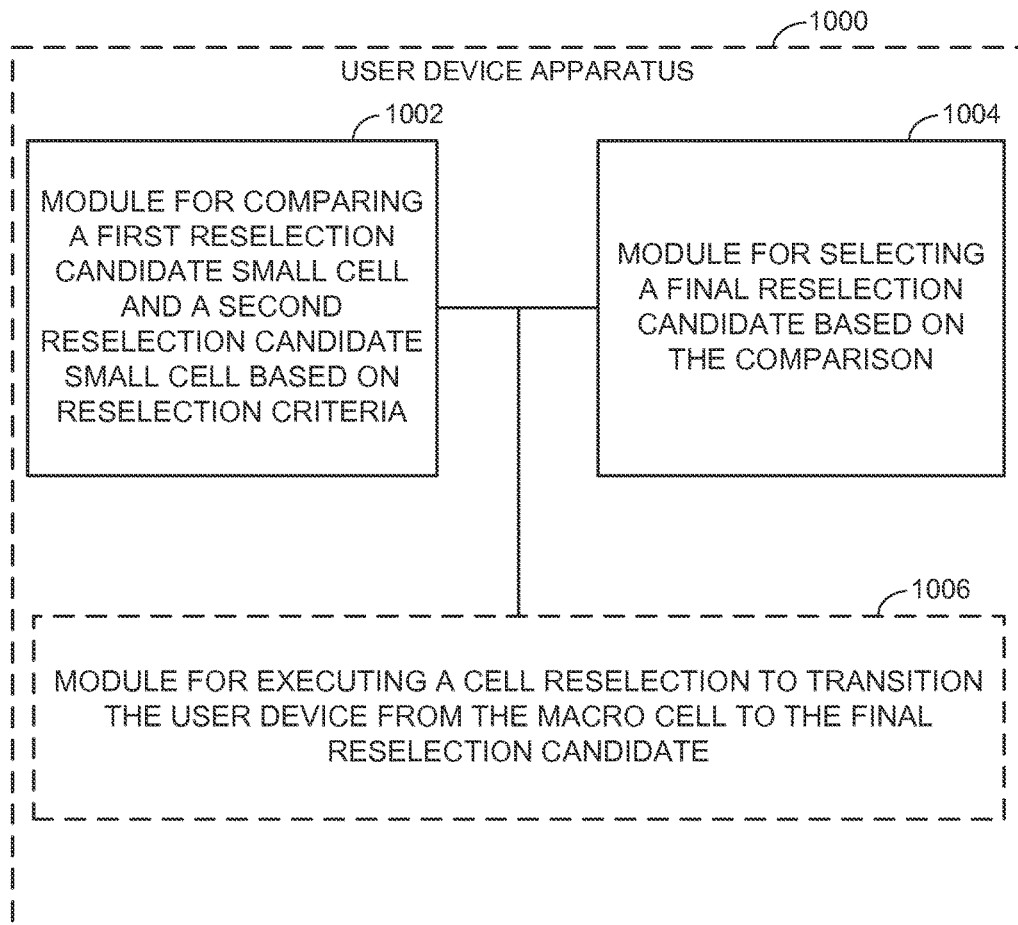 1000
USER DEVICE APPARATUS
1002
MODULE FOR COMPARING
A FIRST RESELECTION
CANDIDATE SMALL CELL
AND A SECOND
RESELECTION CANDIDATE
SMALL CELL BASED ON
RESELECTION CRITERIA
1004
MODULE FOR SELECTING
A FINAL RESELECTION
CANDIDATE BASED ON
THE COMPARISON
1006
MODULE FOR EXECUTING A CELL RESELECTION TO TRANSITION
THE USER DEVICE FROM THE MACRO CELL TO THE FINAL
RESELECTION CANDIDATE